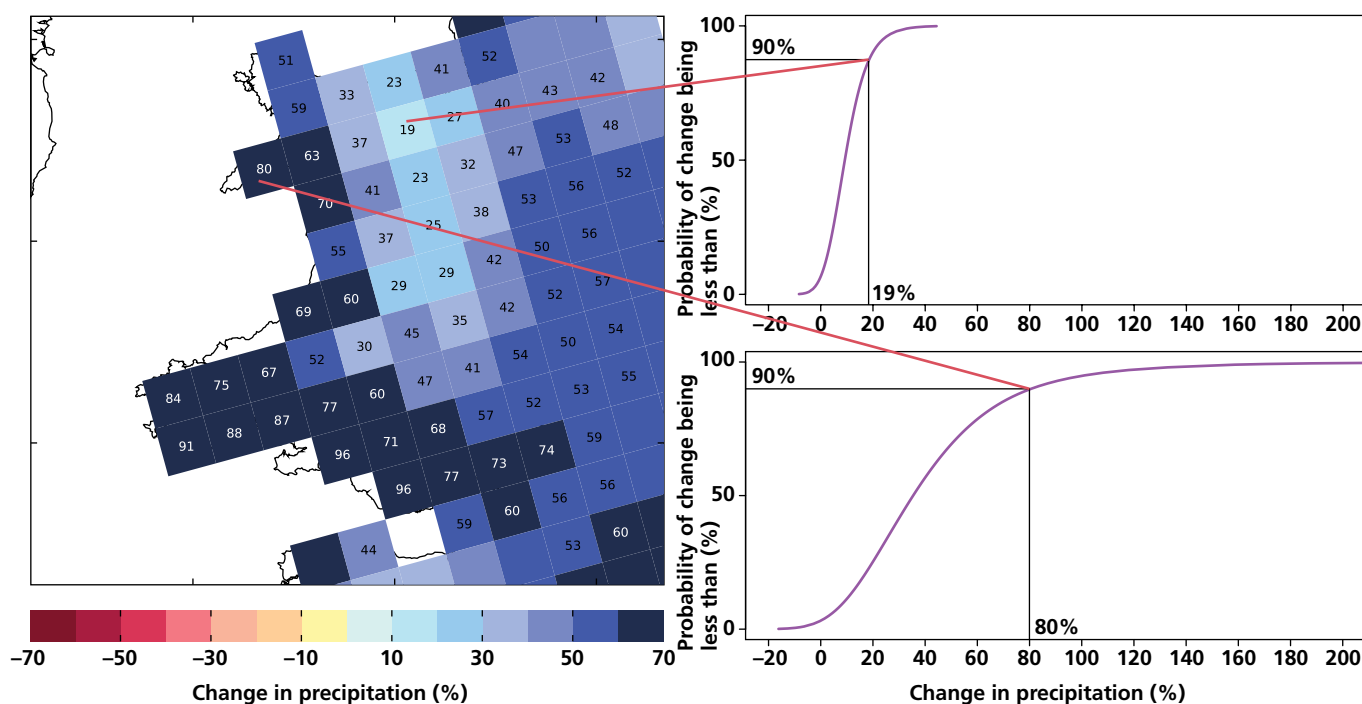 51
59 33 23 41 52
80 63 37 19 27 40 43 42
70 41 23 32 47 53 48
55 37 25 38 53 56 52
69 60 29 29 42 50 56
84 75 67 52 30 45 35 42 52 57
91 88 87 77 60 47 41 54 50 54
96 71 68 57 52 53 55
96 77 73 74 59
44 59 60 56 56
53 60
−70 −50 −30 −10 10 30 50 70
Change in precipitation (%)
Probability of change being
less than (%)
100
90%
50
0
19%
−20 0 20 40 60 80 100 120 140 160 180 200
Probability of change being
less than (%)
100
90%
50
0
80%
−20 0 20 40 60 80 100 120 140 160 180 200
Change in precipitation (%)